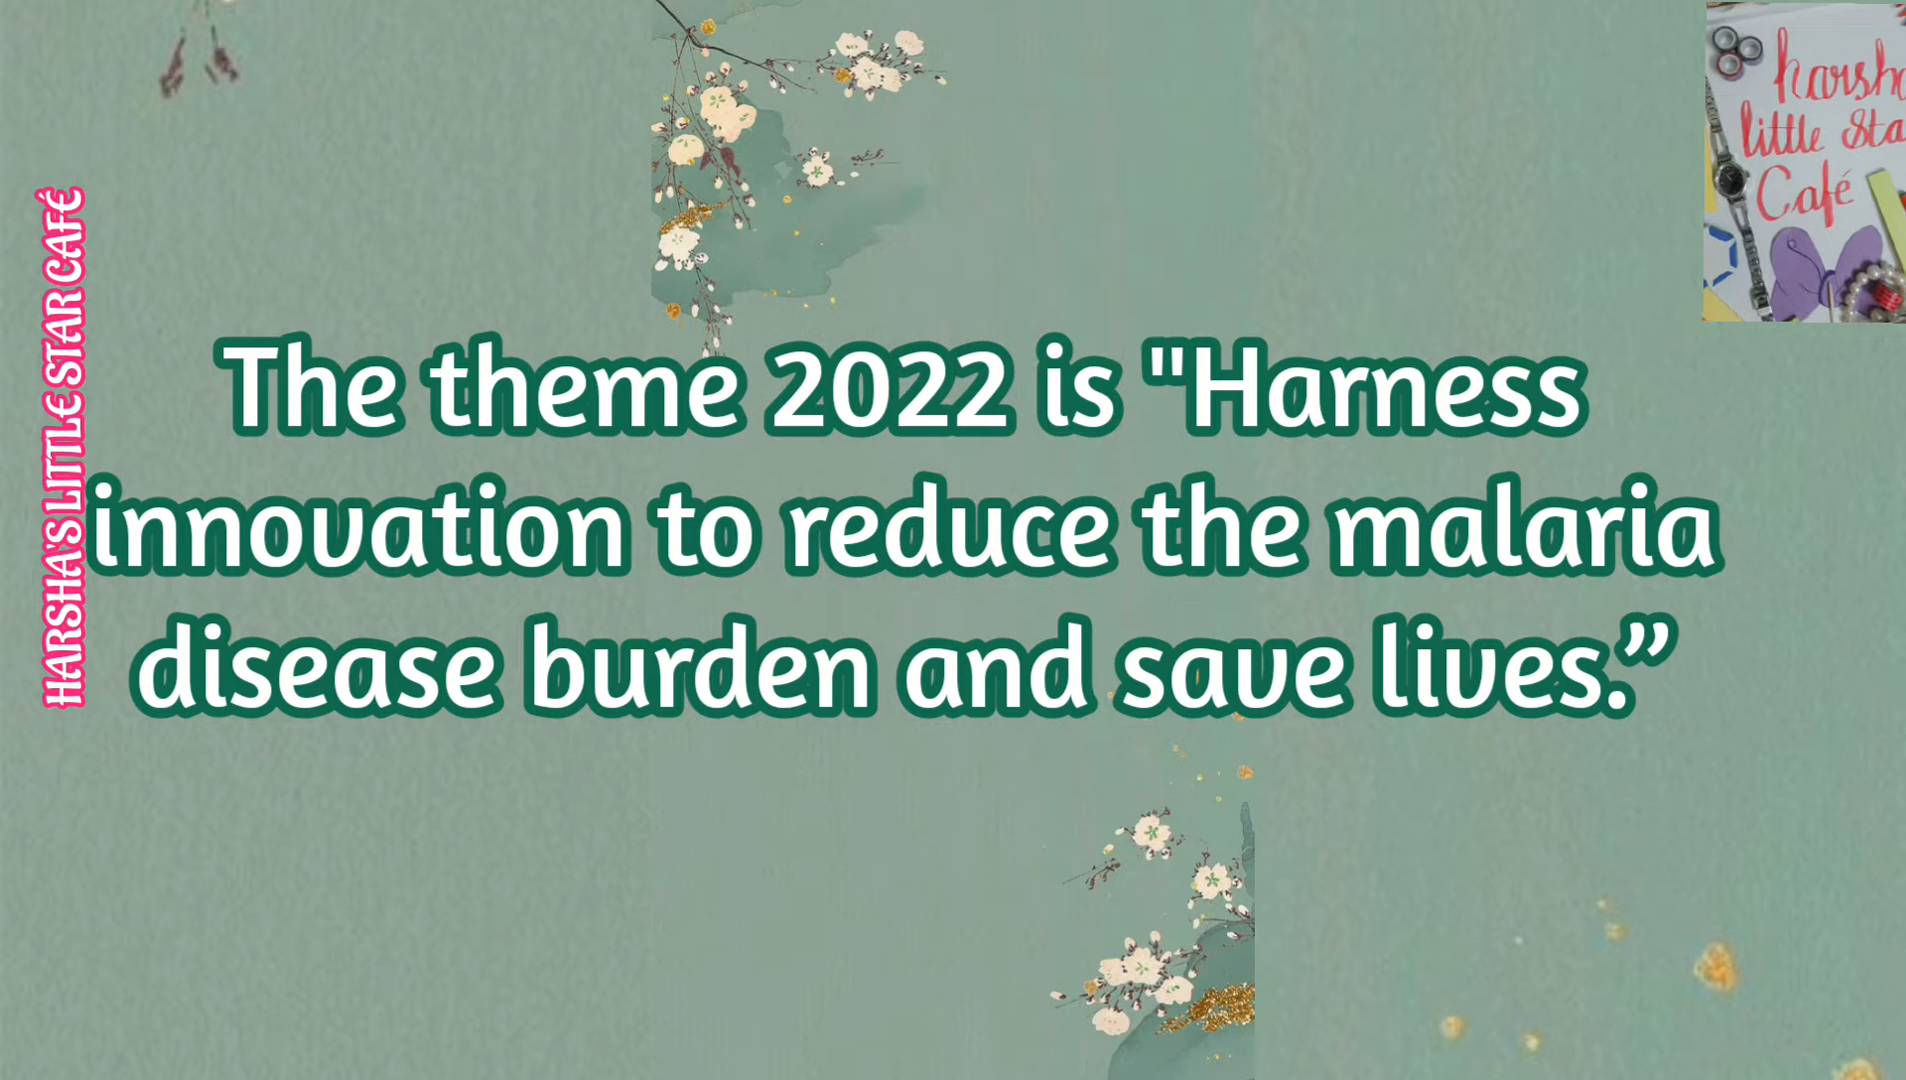 harsha
little Sta
Café
HARSHA'S LITTLE STAR CAFÉ
The theme 2022 is "Harness
innovation to reduce the malaria
disease burden and save lives.”